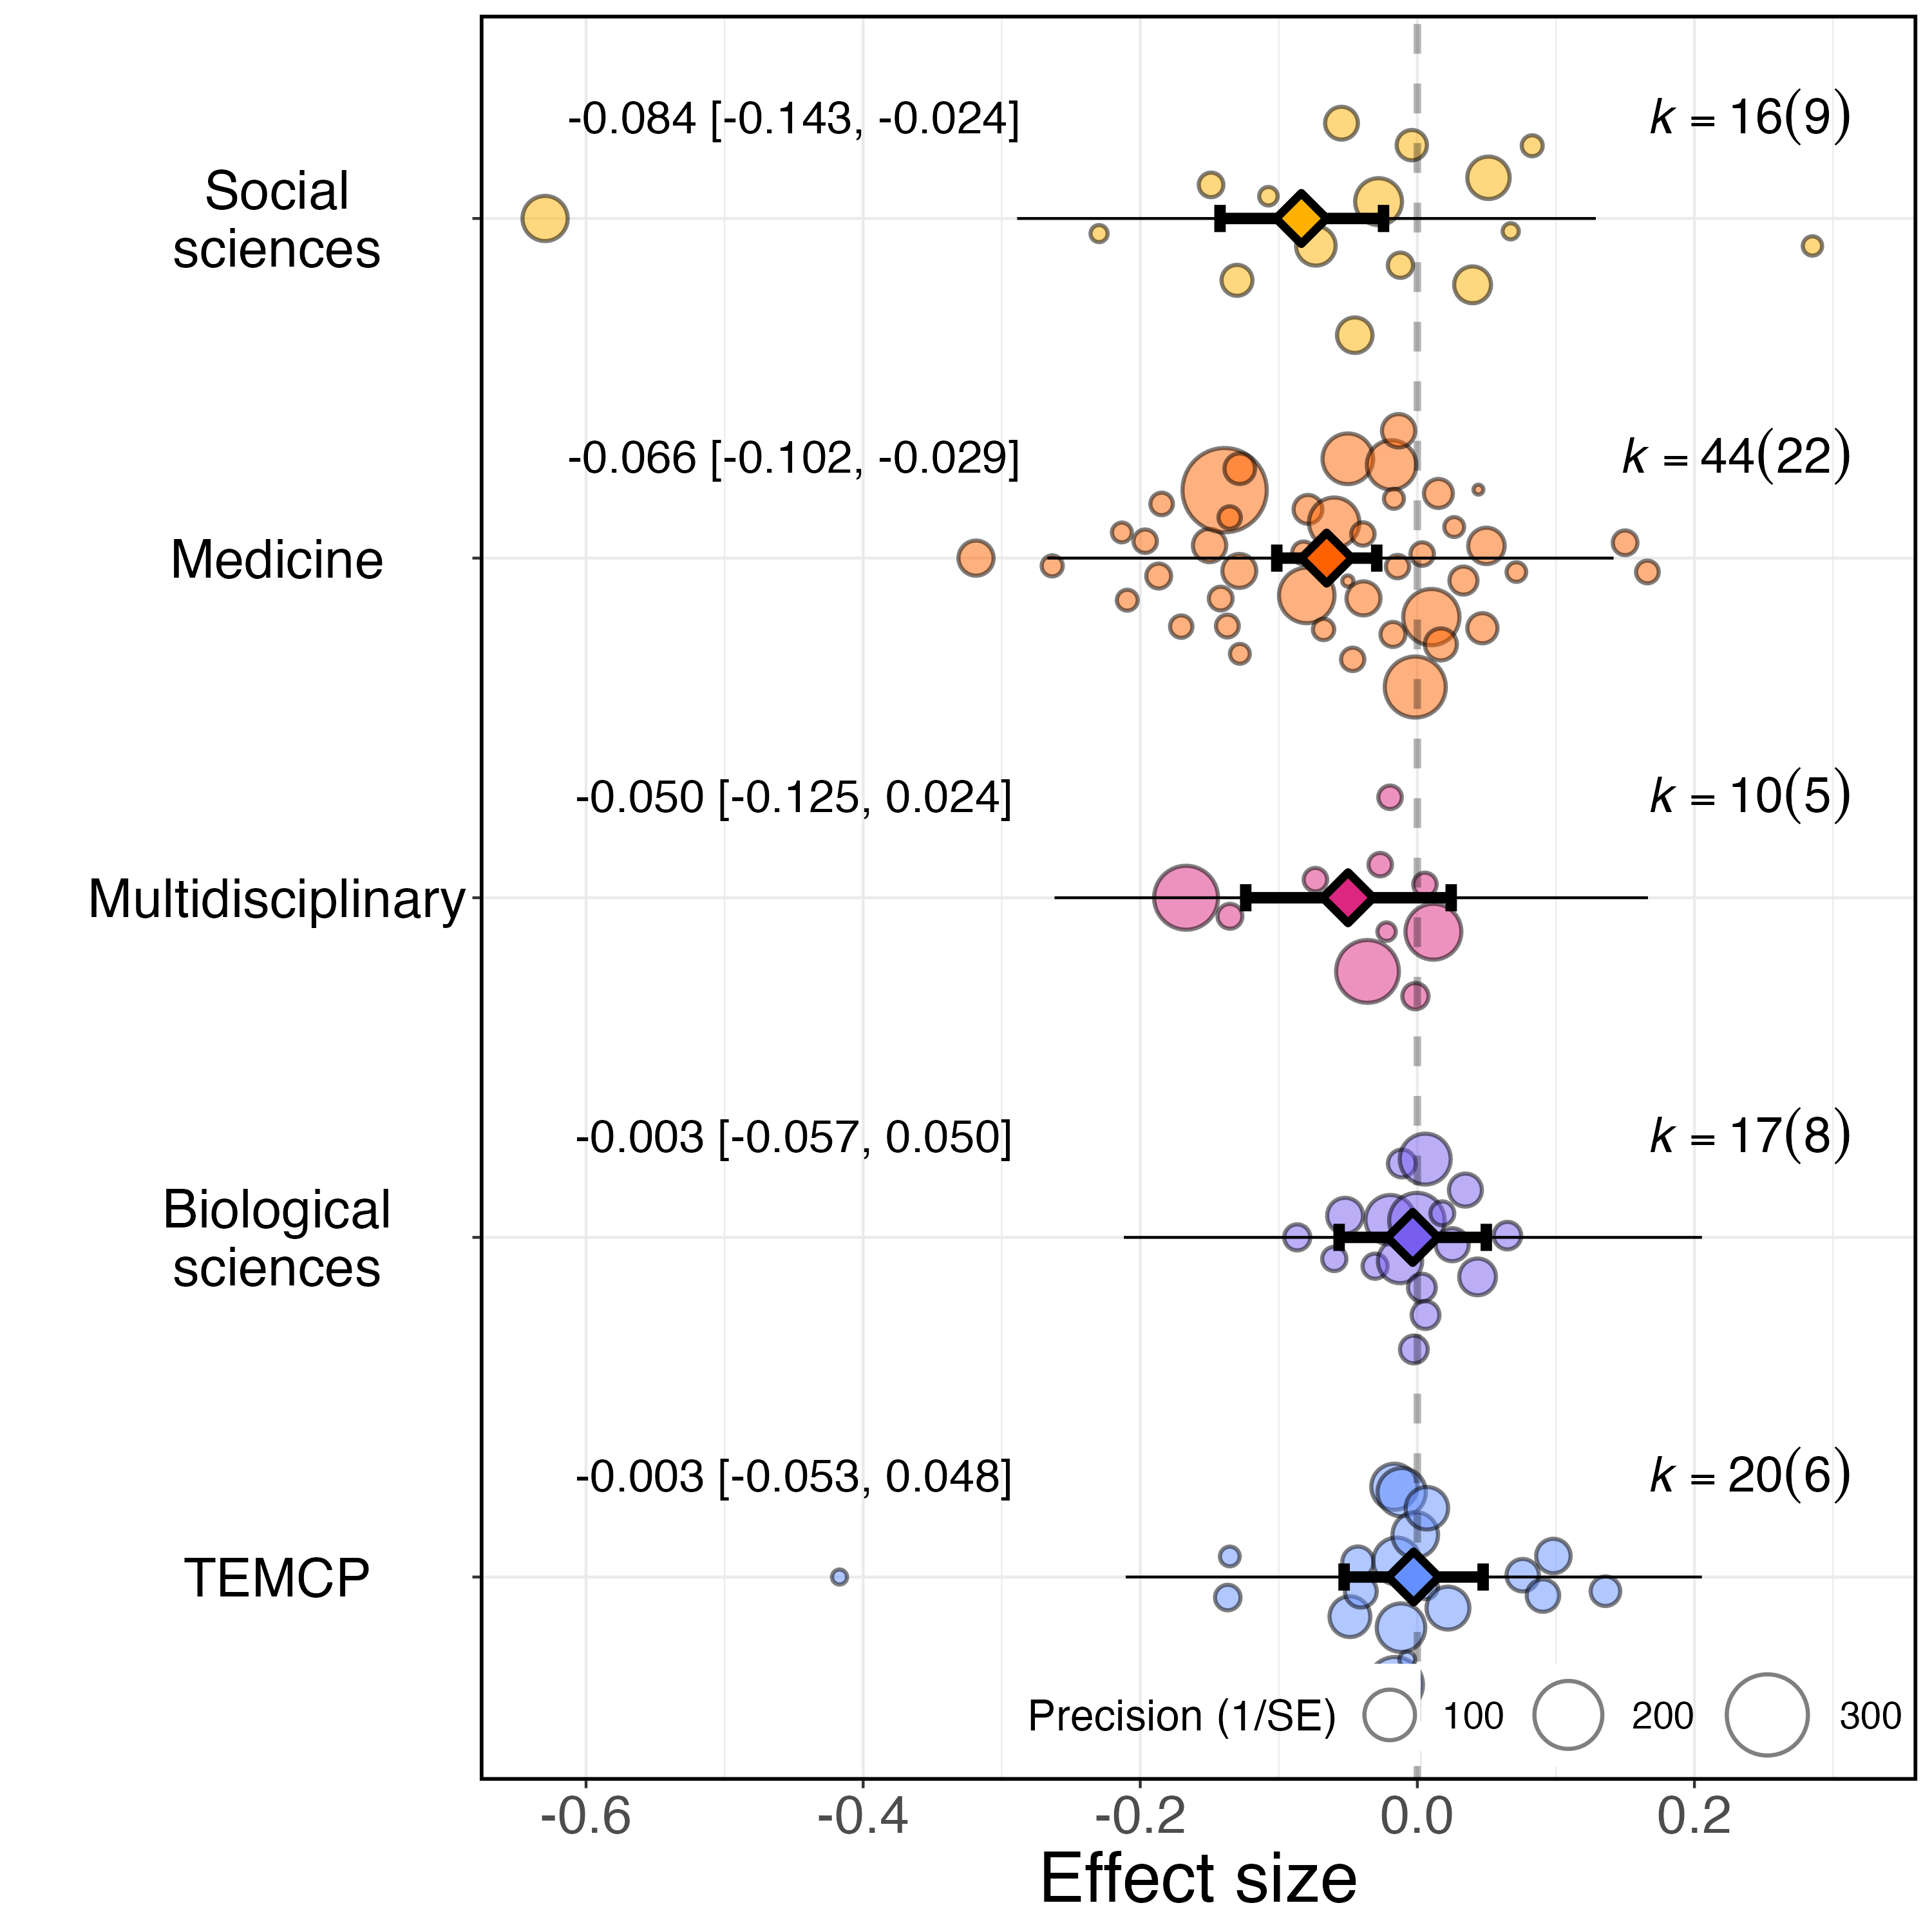 -0.084 [-0.143, -0.024]
k = 16(9)
Social
sciences
-0.066 [-0.102, -0.029]
k = 44(22)
Medicine
-0.050 [-0.125, 0.024]
k = 10(5)
Multidisciplinary
-0.003 [-0.057, 0.050]
k = 17(8)
Biological
sciences
-0.003 [-0.053, 0.048]
k = 20(6)
TEMCP
Precision (1/SE) 100 200 300
-0.6 -0.4 -0.2 0.0 0.2
Effect size